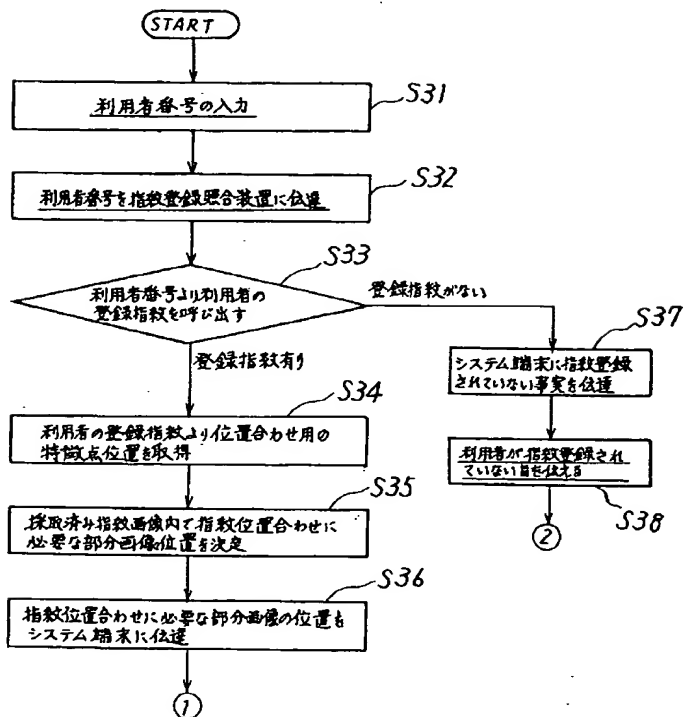 START
利用者番号の入力
S31
利用者番号を指紋登録照合装置に伝達
S32
利用者番号より利用者の
登録指紋を呼び出す
S33
登録指紋がない
登録指紋有り
システム端末に指紋登録
されていない事実を伝達
S37
利用者が指紋登録され
ていない旨を伝える
S38
②
利用者の登録指紋より位置合わせ用の
特徴点位置を取得
S34
採取済み指紋画像内で指紋位置合わせに
必要な部分画像位置を決定
S35
指紋位置合わせに必要な部分画像の位置を
システム端末に伝達
S36
①